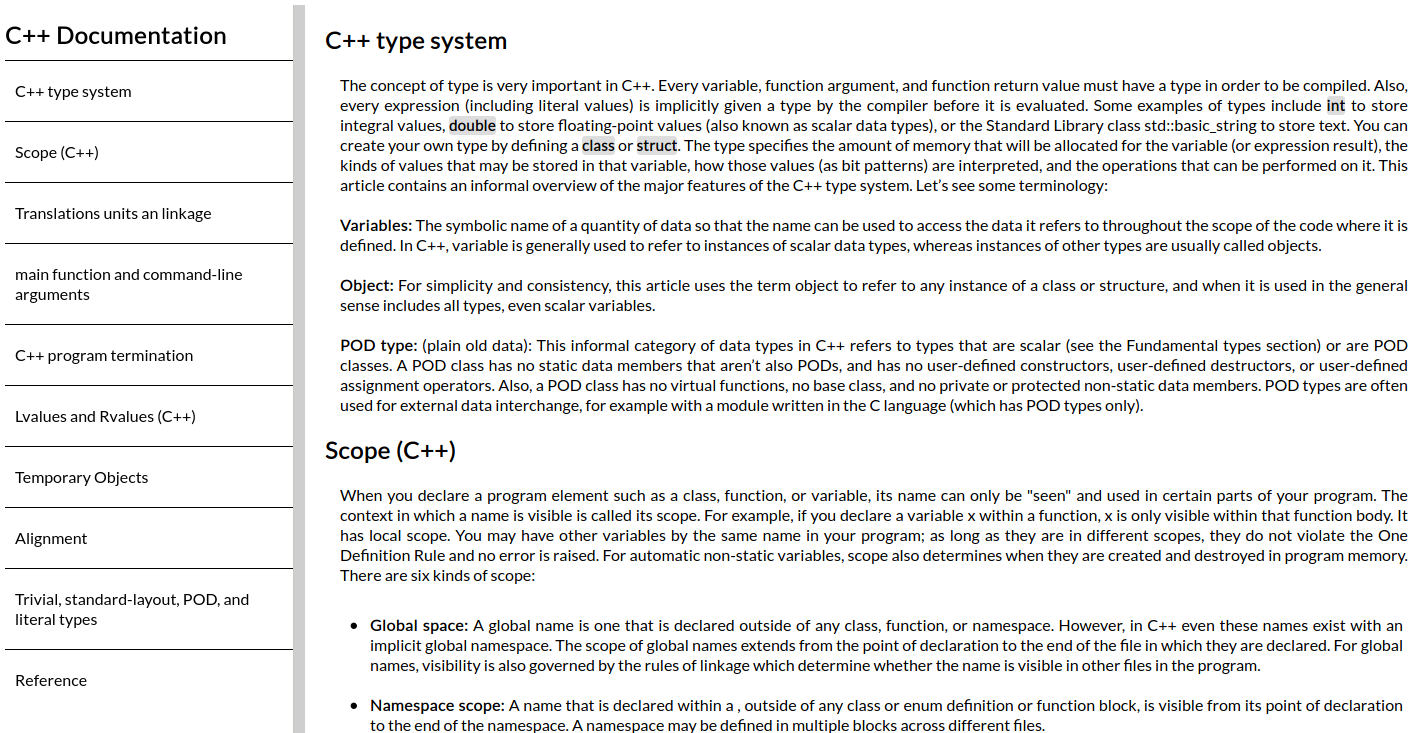 C++ Documentation
C++ type system
Scope (C++)
Translations units an linkage
main function and command-line
arguments
C++ program termination
Lvalues and Rvalues (C++)
Temporary Objects
Alignment
Trivial, standard-layout, POD, and
literal types
Reference
C++ type system
The concept of type is very important in C++. Every variable, function argument, and function return value must have a type in order to be compiled. Also,
every expression (including literal values) is implicitly given a type by the compiler before it is evaluated. Some examples of types include int to store
integral values, double to store floating-point values (also known as scalar data types), or the Standard Library class std::basic_string to store text. You can
create your own type by defining a class or struct. The type specifies the amount of memory that will be allocated for the variable (or expression result), the
kinds of values that may be stored in that variable, how those values (as bit patterns) are interpreted, and the operations that can be performed on it. This
article contains an informal overview of the major features of the C++ type system. Let’s see some terminology:
Variables: The symbolic name of a quantity of data so that the name can be used to access the data it refers to throughout the scope of the code where it is
defined. In C++, variable is generally used to refer to instances of scalar data types, whereas instances of other types are usually called objects.
Object: For simplicity and consistency, this article uses the term object to refer to any instance of a class or structure, and when it is used in the general
sense includes all types, even scalar variables.
POD type: (plain old data): This informal category of data types in C++ refers to types that are scalar (see the Fundamental types section) or are POD
classes. A POD class has no static data members that aren’t also PODs, and has no user-defined constructors, user-defined destructors, or user-defined
assignment operators. Also, a POD class has no virtual functions, no base class, and no private or protected non-static data members. POD types are often
used for external data interchange, for example with a module written in the C language (which has POD types only).
Scope (C++)
When you declare a program element such as a class, function, or variable, its name can only be "seen" and used in certain parts of your program. The
context in which a name is visible is called its scope. For example, if you declare a variable x within a function, x is only visible within that function body. It
has local scope. You may have other variables by the same name in your program; as long as they are in different scopes, they do not violate the One
Definition Rule and no error is raised. For automatic non-static variables, scope also determines when they are created and destroyed in program memory.
There are six kinds of scope:
• Global space: A global name is one that is declared outside of any class, function, or namespace. However, in C++ even these names exist with an
implicit global namespace. The scope of global names extends from the point of declaration to the end of the file in which they are declared. For global
names, visibility is also governed by the rules of linkage which determine whether the name is visible in other files in the program.
• Namespace scope: A name that is declared within a , outside of any class or enum definition or function block, is visible from its point of declaration
to the end of the namespace. A namespace may be defined in multiple blocks across different files.